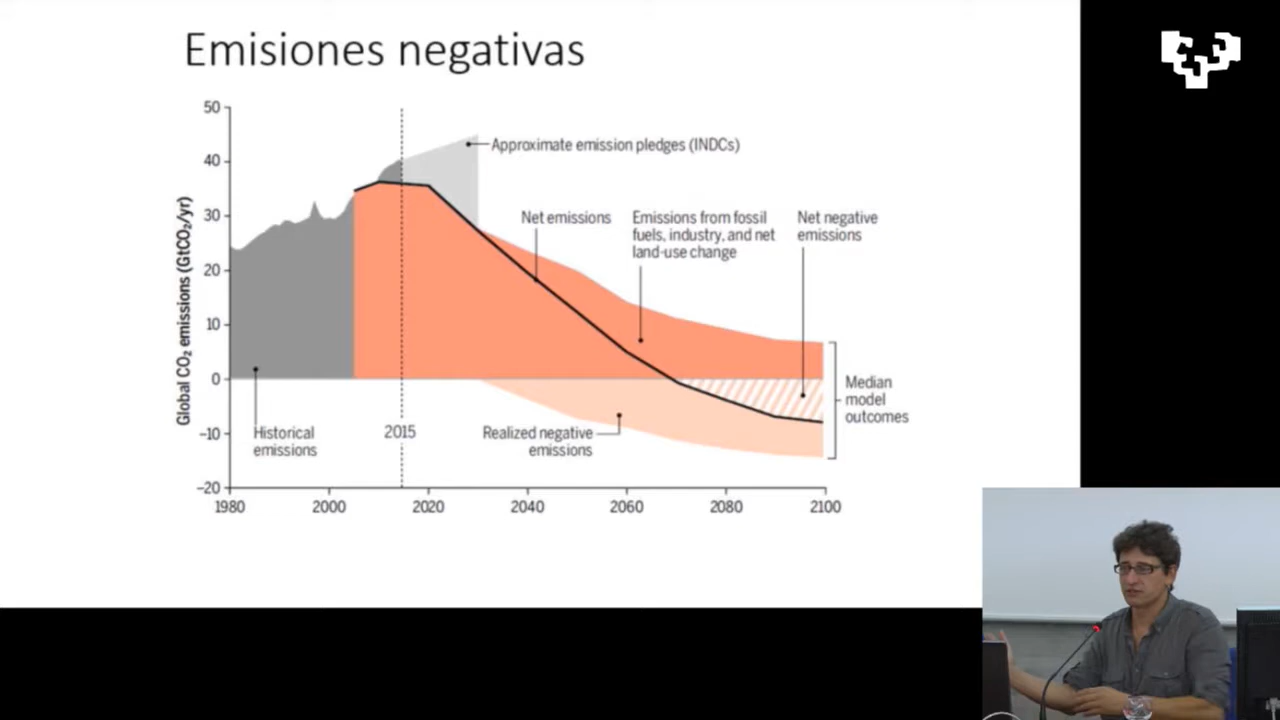 Emisiones negativas
50
40
30
20
10
0
–10
–20
Global CO₂ emissions (GtCO₂/yr)
Approximate emission pledges (INDCs)
Net emissions
Emissions from fossil
fuels, industry, and net
land-use change
Net negative
emissions
Median
model
outcomes
Historical
emissions
2015
Realized negative
emissions
1980
2000
2020
2040
2060
2080
2100